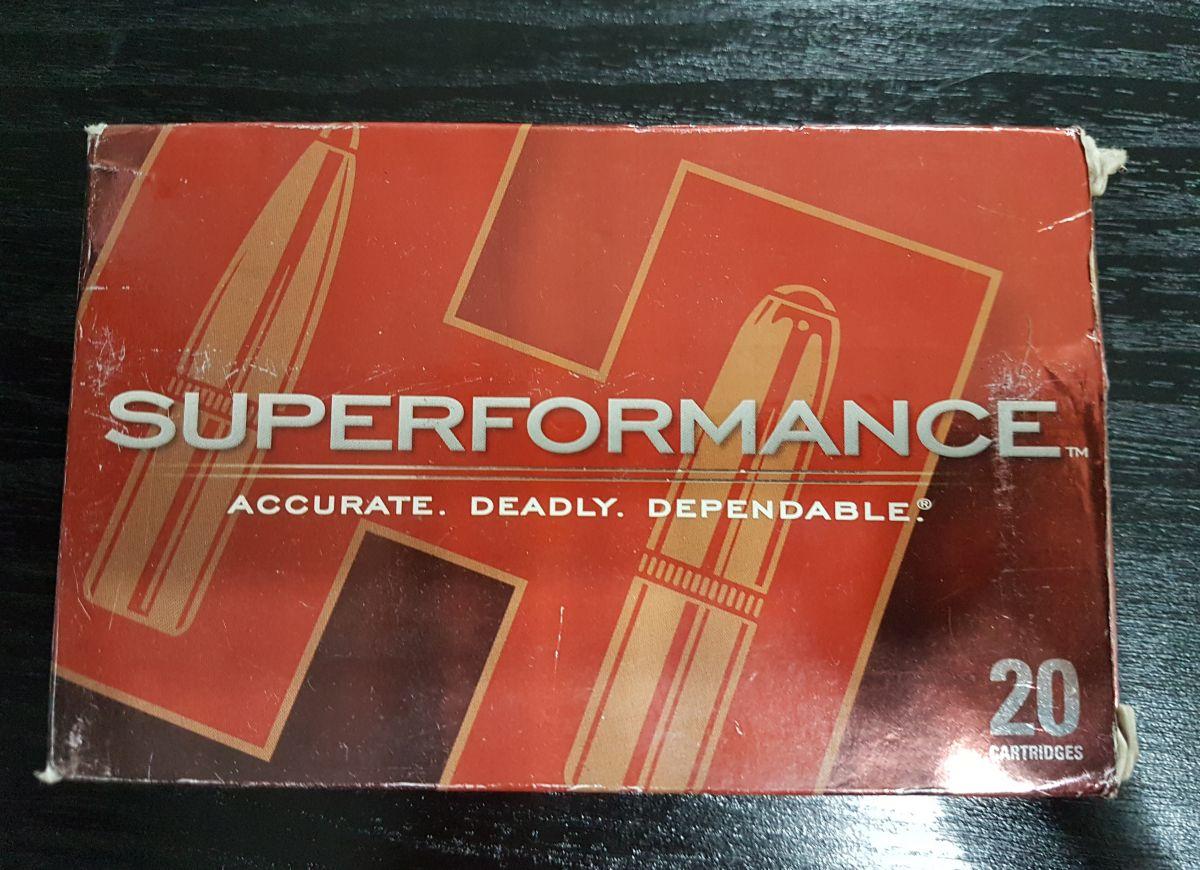 SUPERFORMANCE™
ACCURATE. DEADLY. DEPENDABLE.®
20
CARTRIDGES